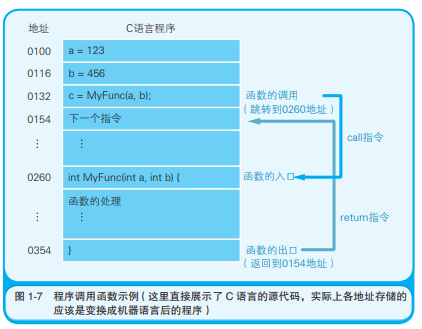 地址 C语言程序
0100 a = 123
0116 b = 456
0132 c = MyFunc(a, b); 函数的调用
（跳转到0260地址）
0154 下一个指令
⋮ ⋮
call指令
0260 int MyFunc(int a, int b) { 函数的入口
函数的处理
⋮ ⋮
return指令
0354 } 函数的出口
（返回到0154地址）
图 1-7 程序调用函数示例（这里直接展示了 C 语言的源代码，实际上各地址存储的
应该是变换成机器语言后的程序）